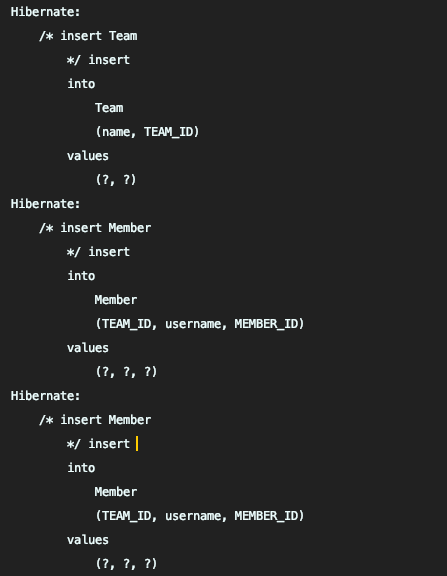 Hibernate:
/* insert Team
*/ insert
into
Team
(name, TEAM_ID)
values
(?, ?)
Hibernate:
/* insert Member
*/ insert
into
Member
(TEAM_ID, username, MEMBER_ID)
values
(?, ?, ?)
Hibernate:
/* insert Member
*/ insert
into
Member
(TEAM_ID, username, MEMBER_ID)
values
(?, ?, ?)